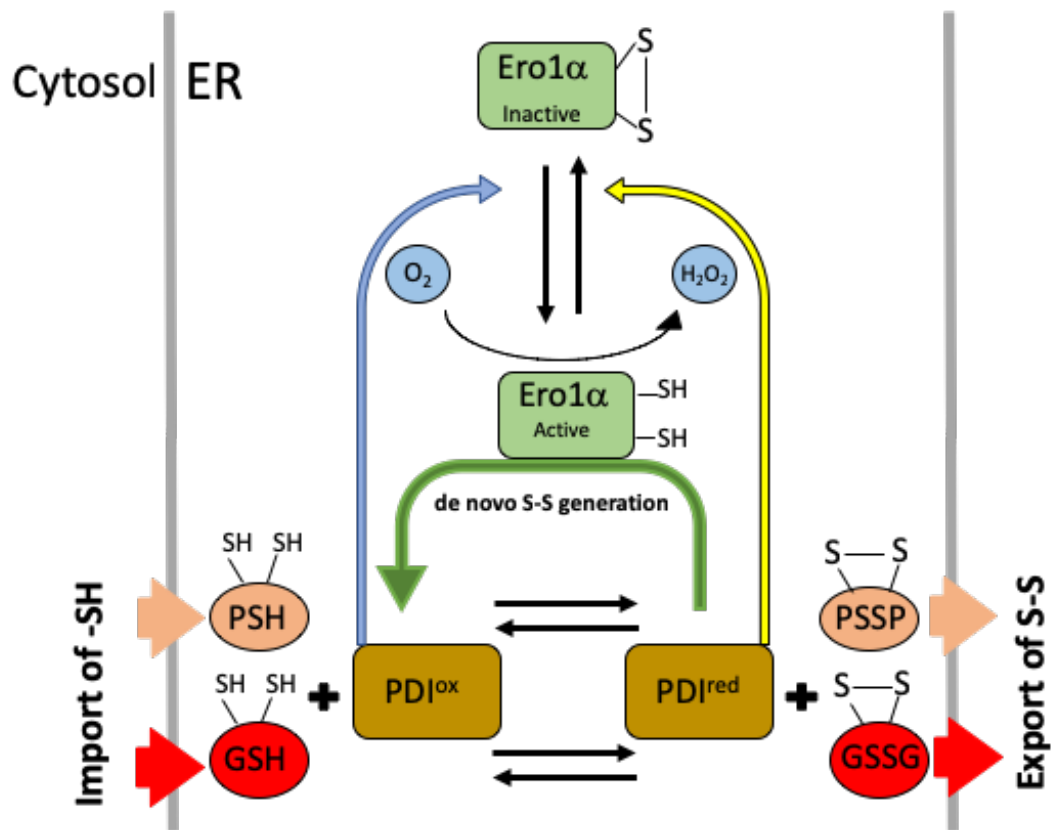 Cytosol
ER
Ero1α
Inactive
S
S
O₂
H₂O₂
Ero1α
Active
SH
SH
de novo S-S generation
Import of -SH
SH
SH
PSH
SH
SH
GSH
+
PDIᵒˣ
PDIʳᵉᵈ
+
S
S
PSSP
S
S
GSSG
Export of S-S